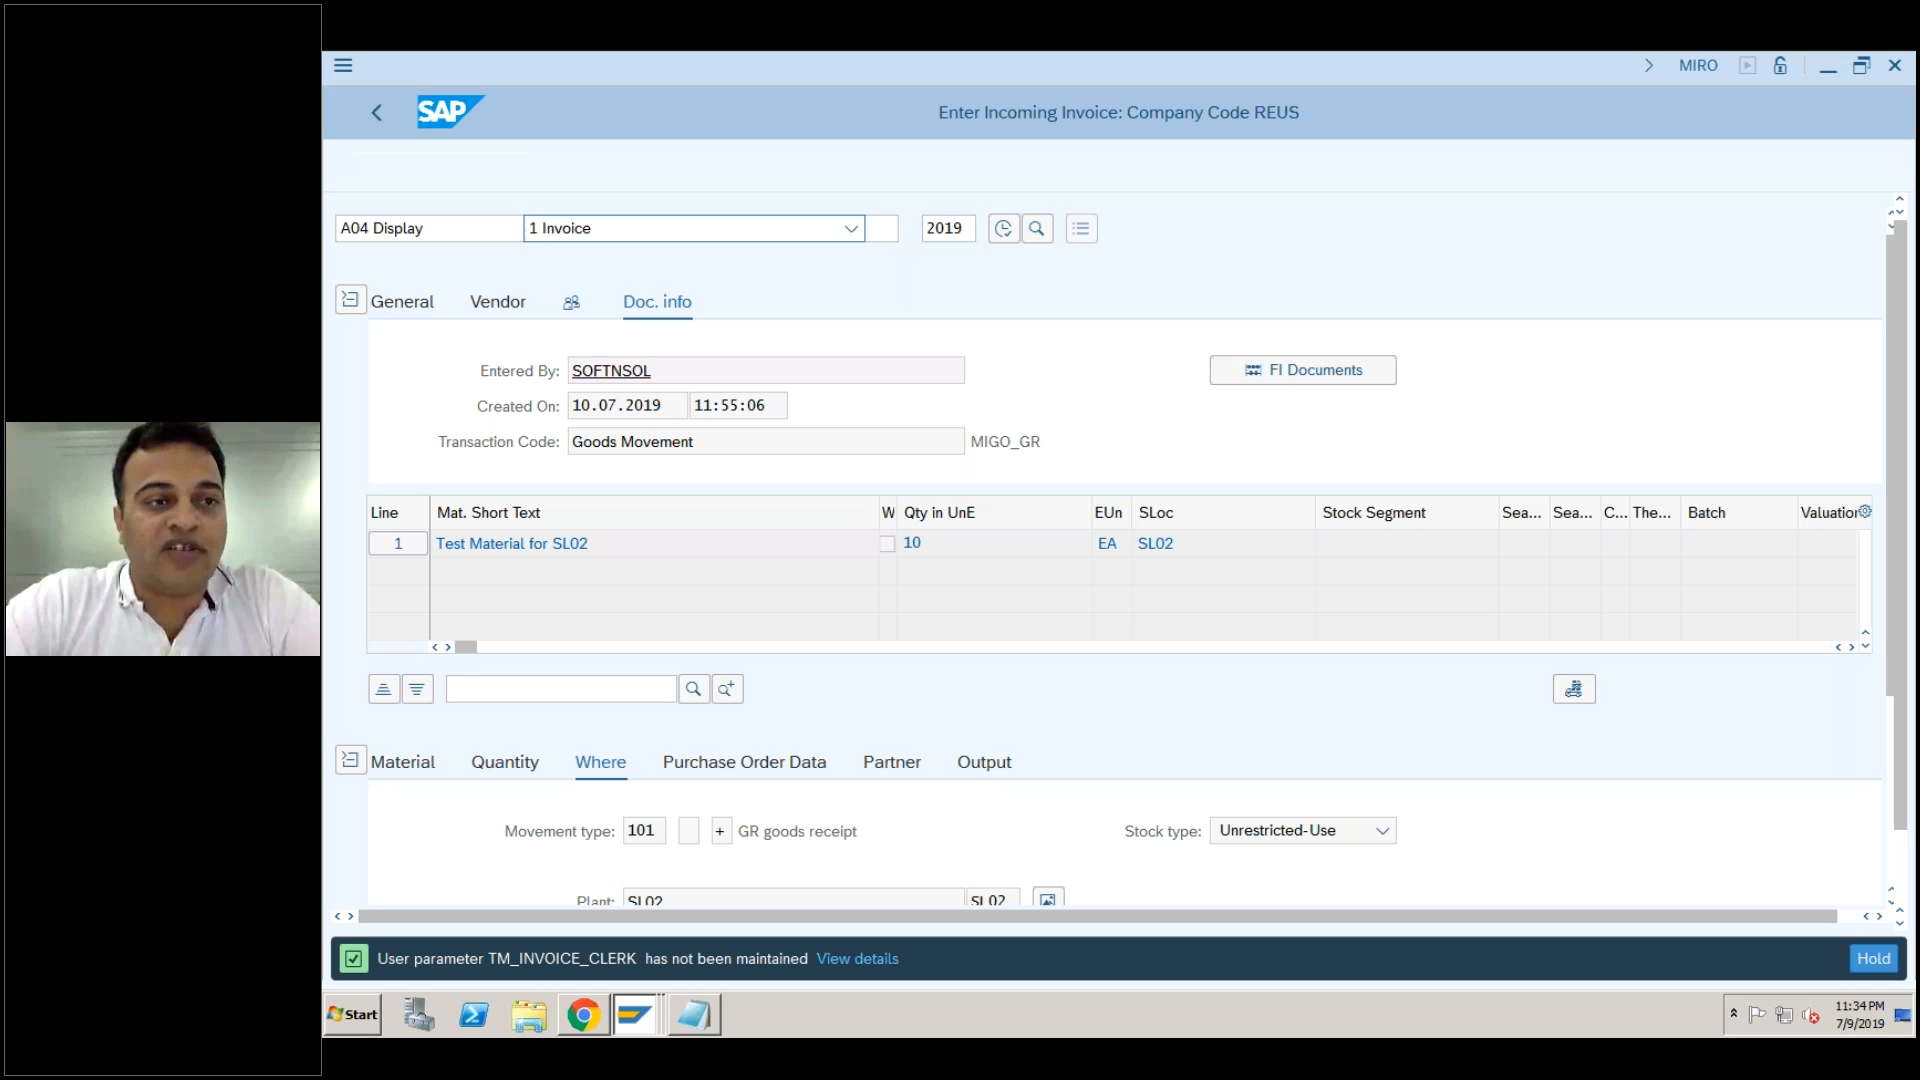 MIRO
SAP
Enter Incoming Invoice: Company Code REUS
A04 Display
1 Invoice
2019
General
Vendor
Doc. info
Entered By:
SOFTNSOL
FI Documents
Created On:
10.07.2019
11:55:06
Transaction Code:
Goods Movement
MIGO_GR
Line
Mat. Short Text
W
Qty in UnE
EUn
SLoc
Stock Segment
Sea...
Sea...
C...
The...
Batch
Valuation
1
Test Material for SL02
10
EA
SL02
Material
Quantity
Where
Purchase Order Data
Partner
Output
Movement type:
101
+
GR goods receipt
Stock type:
Unrestricted-Use
Plant:
SL02
SL02
User parameter TM_INVOICE_CLERK has not been maintained
View details
Hold
Start
11:34 PM
7/9/2019